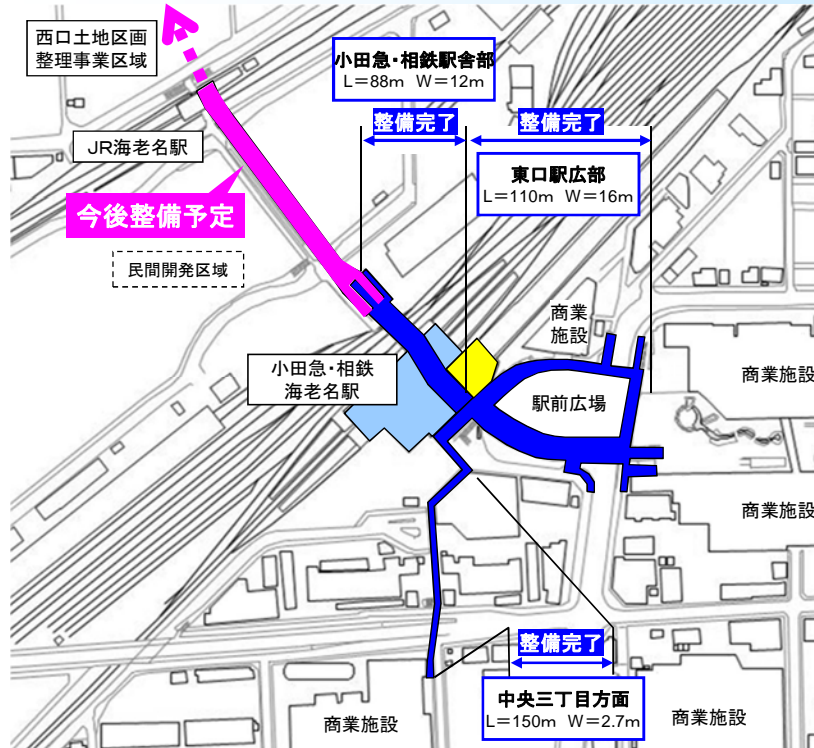 西口土地区画
整理事業区域
小田急・相鉄駅舎部
L=88m W=12m
整備完了
整備完了
JR海老名駅
東口駅広部
L=110m W=16m
今後整備予定
民間開発区域
商業
施設
小田急・相鉄
海老名駅
駅前広場
商業施設
商業施設
整備完了
中央三丁目方面
L=150m W=2.7m
商業施設
商業施設